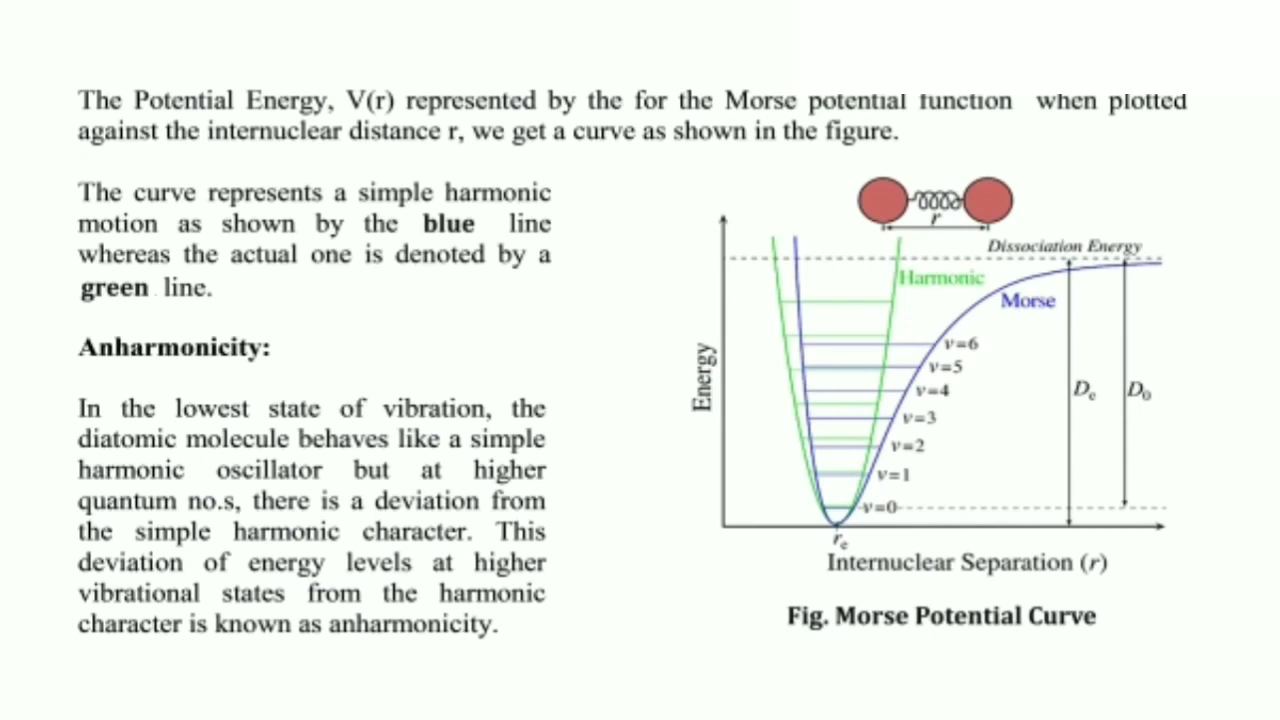 The Potential Energy, V(r) represented by the for the Morse potential function when plotted
against the internuclear distance r, we get a curve as shown in the figure.
The curve represents a simple harmonic
motion as shown by the blue line
whereas the actual one is denoted by a
green line.
Anharmonicity:
In the lowest state of vibration, the
diatomic molecule behaves like a simple
harmonic oscillator but at higher
quantum no.s, there is a deviation from
the simple harmonic character. This
deviation of energy levels at higher
vibrational states from the harmonic
character is known as anharmonicity.
r
Dissociation Energy
Harmonic
Morse
v=6
v=5
v=4
v=3
v=2
v=1
v=0
De
D0
Energy
re
Internuclear Separation (r)
Fig. Morse Potential Curve